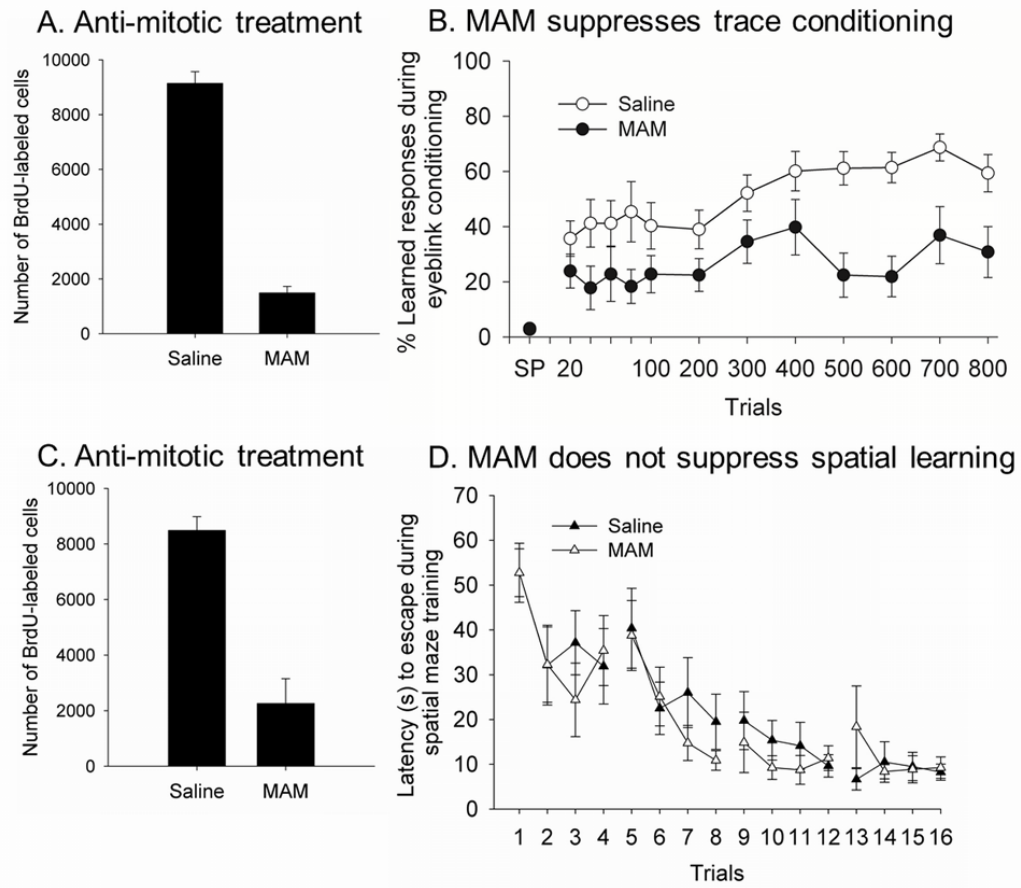 A. Anti-mitotic treatment
Number of BrdU-labeled cells
10000
8000
6000
4000
2000
0
Saline MAM
B. MAM suppresses trace conditioning
% Learned responses during
eyeblink conditioning
100
80
60
40
20
0
Saline
MAM
SP 20 100 200 300 400 500 600 700 800
Trials
C. Anti-mitotic treatment
Number of BrdU-labeled cells
10000
8000
6000
4000
2000
0
Saline MAM
D. MAM does not suppress spatial learning
Latency (s) to escape during
spatial maze training
70
60
50
40
30
20
10
0
Saline
MAM
1 2 3 4 5 6 7 8 9 10 11 12 13 14 15 16
Trials